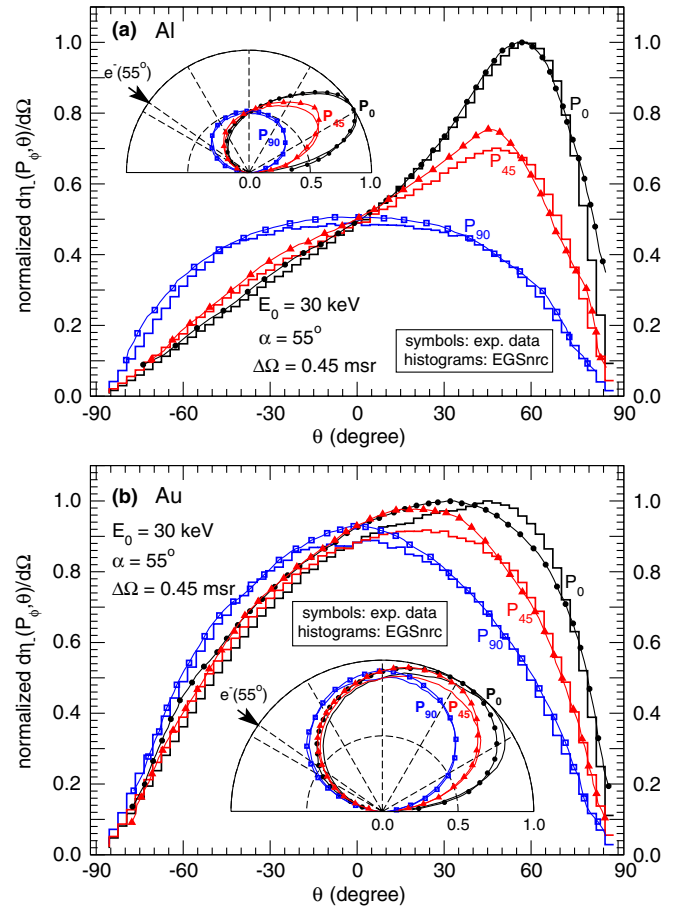 (a) Al
e⁻(55°)
P₀
P₄₅
P₉₀
0.0 0.5 1.0
P₀
P₄₅
P₉₀
E₀ = 30 keV
α = 55°
ΔΩ = 0.45 msr
symbols: exp. data
histograms: EGSnrc
normalized dη_(P_ϕ,θ)/dΩ
1.0
0.8
0.6
0.4
0.2
0.0
1.0
0.8
0.6
0.4
0.2
0.0
-90 -60 -30 0 30 60 90
θ (degree)
(b) Au
E₀ = 30 keV
α = 55°
ΔΩ = 0.45 msr
symbols: exp. data
histograms: EGSnrc
P₀
P₄₅
P₉₀
e⁻(55°)
P₀
P₉₀
P₄₅
0.0 0.5 1.0
normalized dη_(P_ϕ,θ)/dΩ
1.0
0.8
0.6
0.4
0.2
0.0
1.0
0.8
0.6
0.4
0.2
0.0
-90 -60 -30 0 30 60 90
θ (degree)